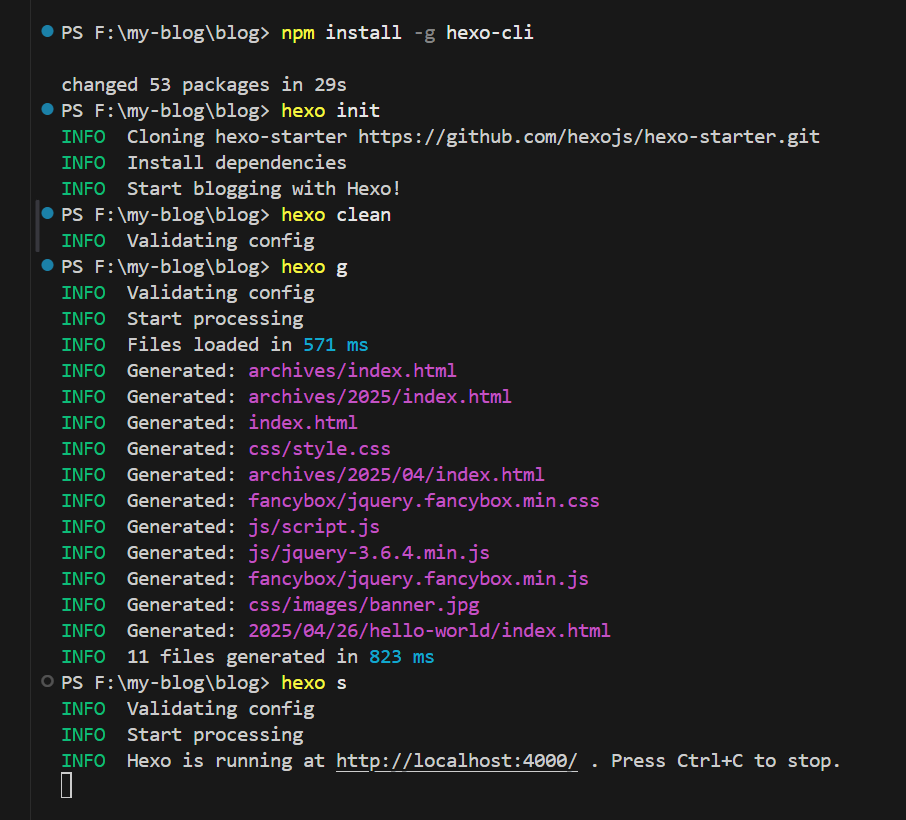 PS F:\my-blog\blog> npm install -g hexo-cli
changed 53 packages in 29s
PS F:\my-blog\blog> hexo init
INFO  Cloning hexo-starter https://github.com/hexojs/hexo-starter.git
INFO  Install dependencies
INFO  Start blogging with Hexo!
PS F:\my-blog\blog> hexo clean
INFO  Validating config
PS F:\my-blog\blog> hexo g
INFO  Validating config
INFO  Start processing
INFO  Files loaded in 571 ms
INFO  Generated: archives/index.html
INFO  Generated: archives/2025/index.html
INFO  Generated: index.html
INFO  Generated: css/style.css
INFO  Generated: archives/2025/04/index.html
INFO  Generated: fancybox/jquery.fancybox.min.css
INFO  Generated: js/script.js
INFO  Generated: js/jquery-3.6.4.min.js
INFO  Generated: fancybox/jquery.fancybox.min.js
INFO  Generated: css/images/banner.jpg
INFO  Generated: 2025/04/26/hello-world/index.html
INFO  11 files generated in 823 ms
PS F:\my-blog\blog> hexo s
INFO  Validating config
INFO  Start processing
INFO  Hexo is running at http://localhost:4000/ . Press Ctrl+C to stop.